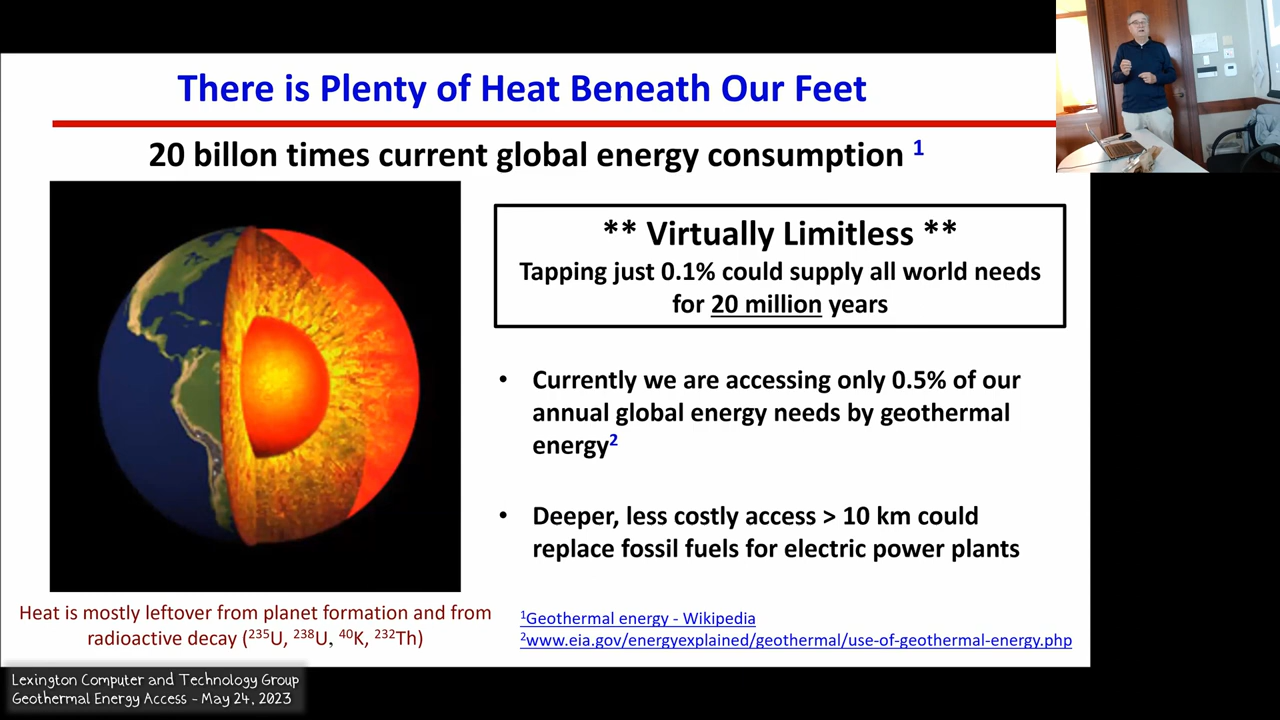 There is Plenty of Heat Beneath Our Feet
20 billon times current global energy consumption 1
** Virtually Limitless **
Tapping just 0.1% could supply all world needs
for 20 million years
• Currently we are accessing only 0.5% of our
annual global energy needs by geothermal
energy2
• Deeper, less costly access > 10 km could
replace fossil fuels for electric power plants
Heat is mostly leftover from planet formation and from
radioactive decay (235U, 238U, 40K, 232Th)
1Geothermal energy - Wikipedia
2www.eia.gov/energyexplained/geothermal/use-of-geothermal-energy.php
Lexington Computer and Technology Group
Geothermal Energy Access - May 24, 2023